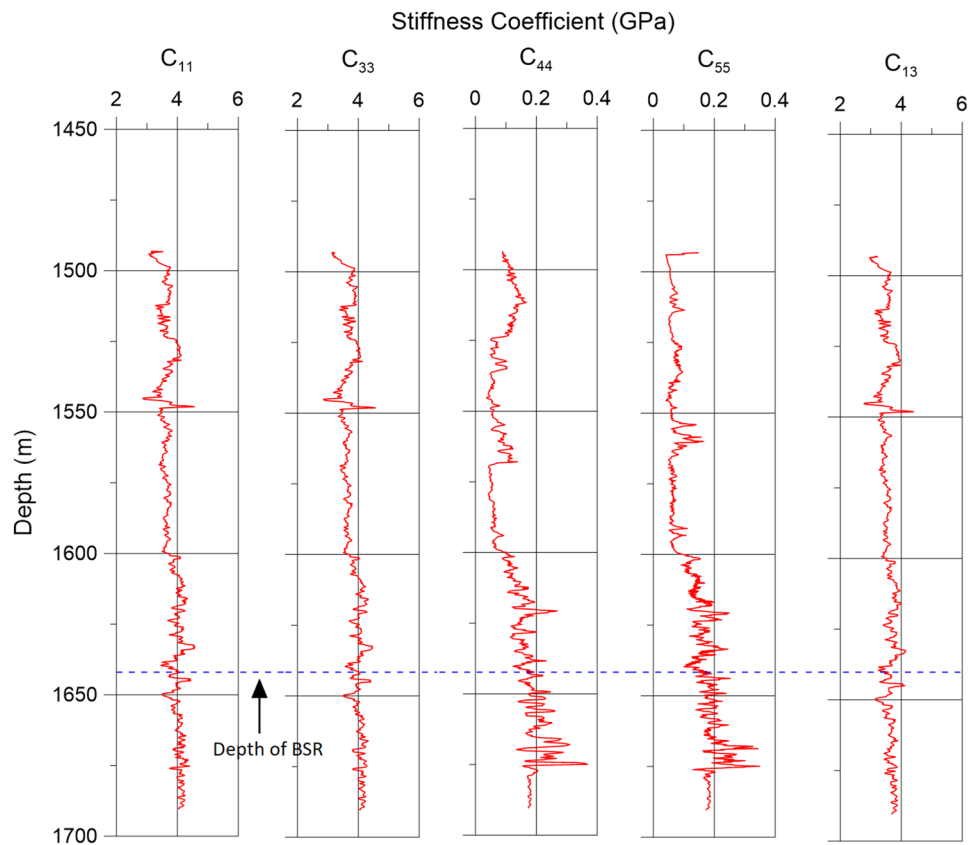 Stiffness Coefficient (GPa)
C11 C33 C44 C55 C13
2 4 6 2 4 6 0 0.2 0.4 0 0.2 0.4 2 4 6
1450
1500
1550
Depth (m)
1600
1650
Depth of BSR
1700